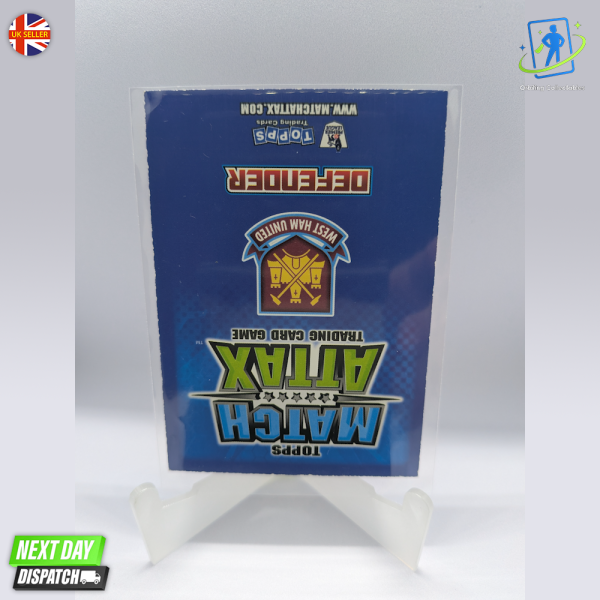 UK SELLER
WWW.MATCHATTAX.COM
TOPPS
Trading Cards
DEFENDER
WEST HAM UNITED
TRADING CARD GAME
ATTAX
MATCH
TOPPS
NEXT DAY
DISPATCH